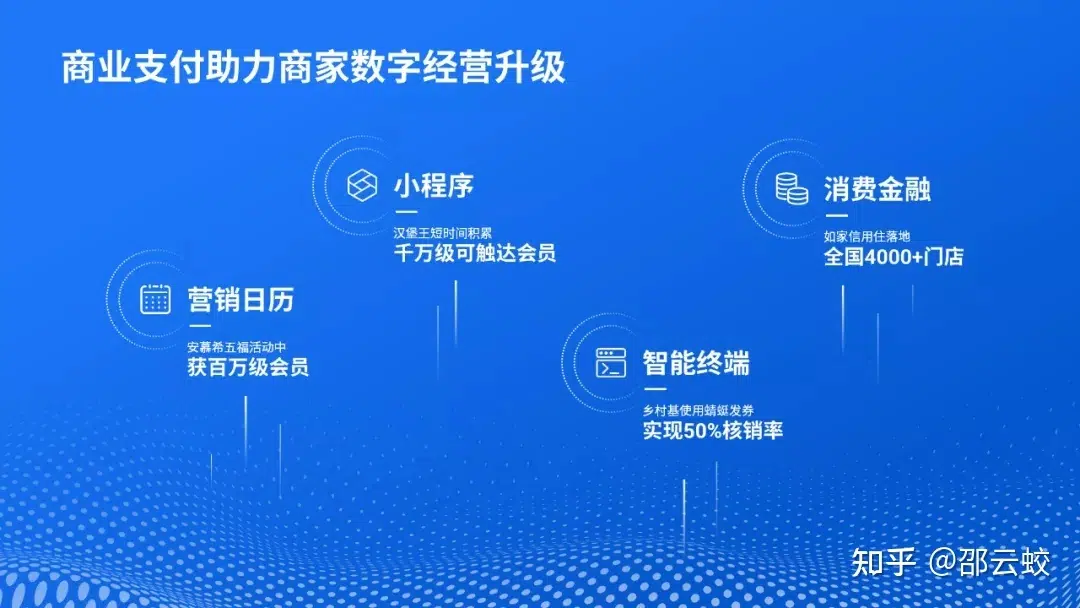 商业支付助力商家数字经营升级
营销日历
安慕希五福活动中
获百万级会员
小程序
汉堡王短时间积累
千万级可触达会员
智能终端
乡村基使用蜻蜓发券
实现50%核销率
消费金融
如家信用住落地
全国4000+门店
知乎 @邵云蛟